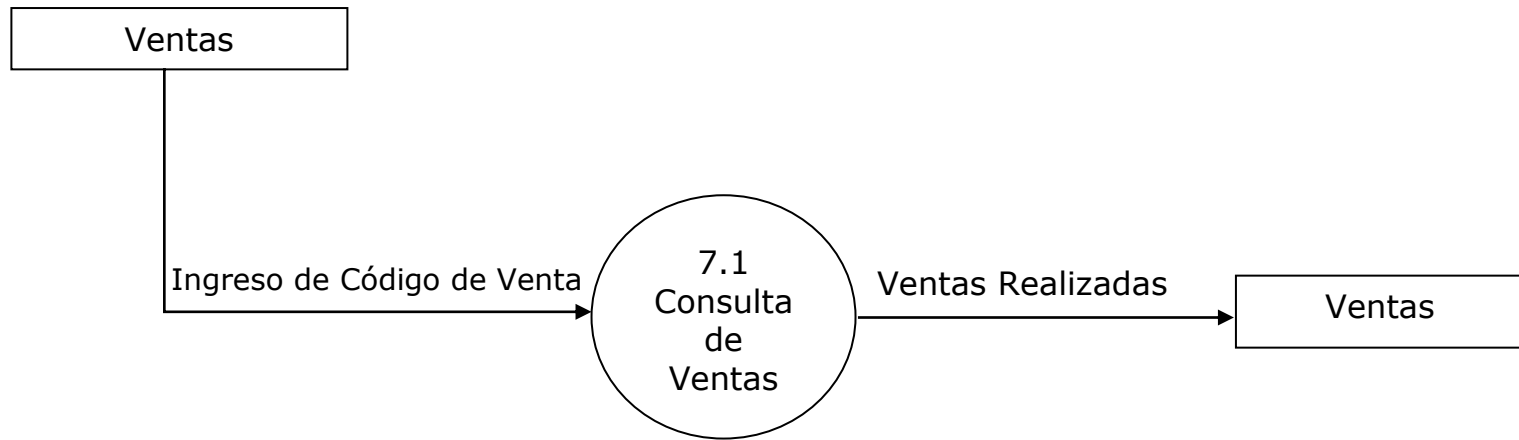 Ventas
Ingreso de Código de Venta
7.1
Consulta
de
Ventas
Ventas Realizadas
Ventas